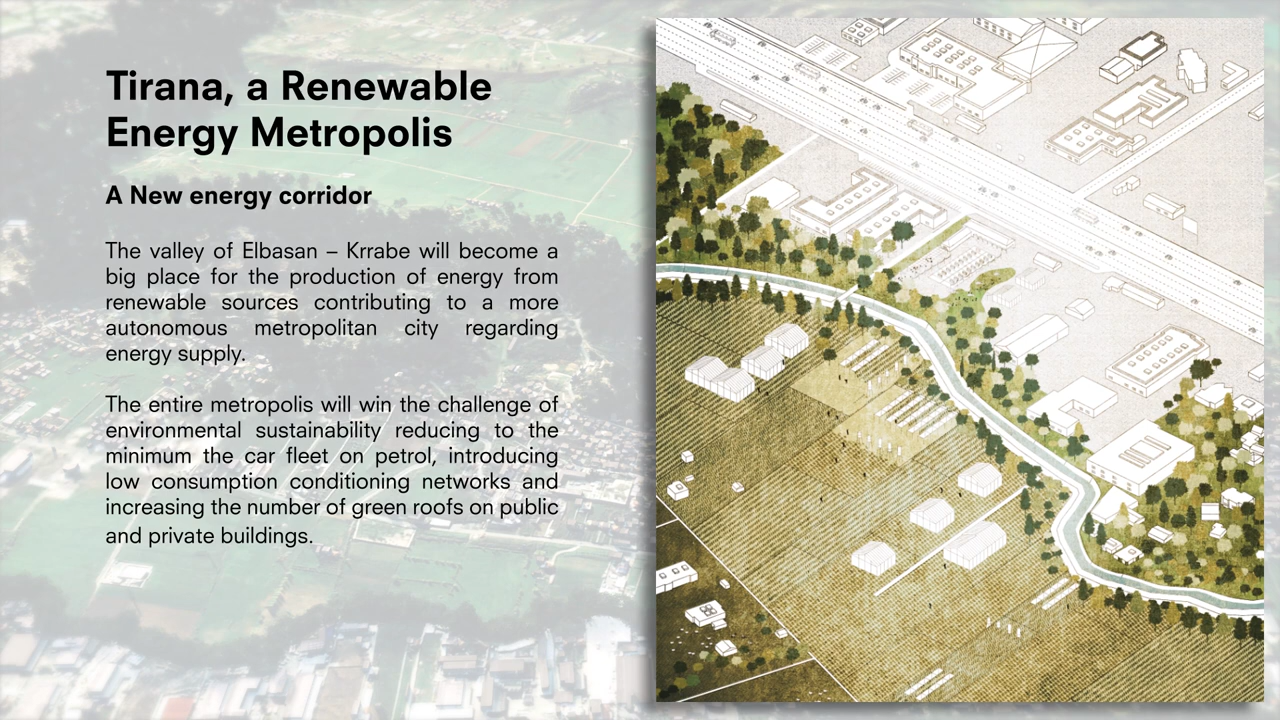 Tirana, a Renewable
Energy Metropolis
A New energy corridor
The valley of Elbasan – Krrabe will become a
big place for the production of energy from
renewable sources contributing to a more
autonomous metropolitan city regarding
energy supply.
The entire metropolis will win the challenge of
environmental sustainability reducing to the
minimum the car fleet on petrol, introducing
low consumption conditioning networks and
increasing the number of green roofs on public
and private buildings.